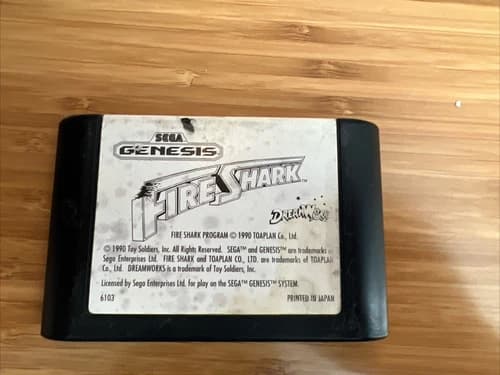 SEGA
GENESIS
FIRE SHARK
DREAMWORKS
FIRE SHARK PROGRAM © 1990 TOAPLAN Co., Ltd.
© 1990 Toy Soldiers, Inc. All Rights Reserved. SEGA™ and GENESIS™ are trademarks of
Sega Enterprises Ltd. FIRE SHARK and TOAPLAN CO., LTD. are trademarks of TOAPLAN
Co., Ltd. DREAMWORKS is a trademark of Toy Soldiers, Inc.
Licensed by Sega Enterprises Ltd. for play on the SEGA™ GENESIS™ SYSTEM.
6103
PRINTED IN JAPAN